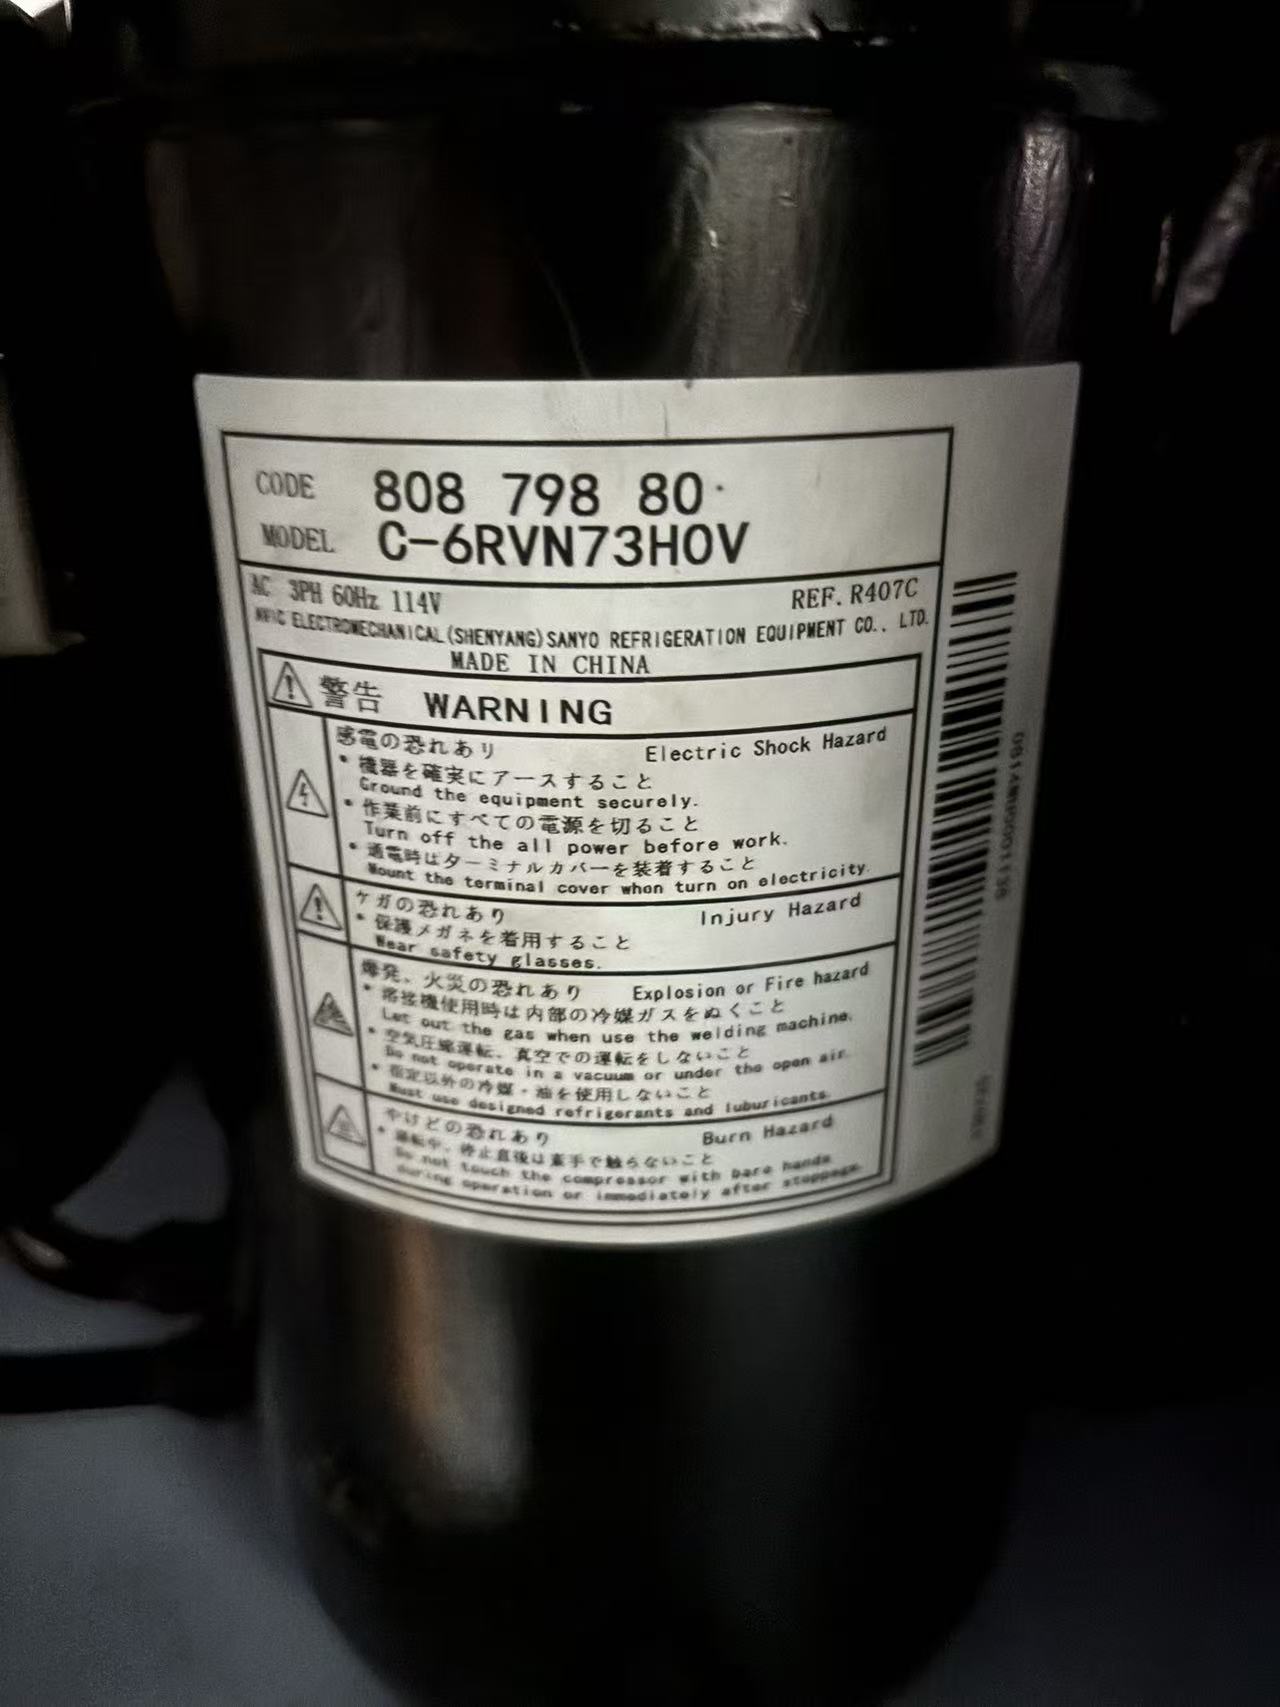 CODE 808 798 80
MODEL C-6RVN73H0V
AC 3PH 60Hz 114V REF. R407C
AVIC ELECTROMECHANICAL(SHENYANG)SANYO REFRIGERATION EQUIPMENT CO., LTD.
MADE IN CHINA
警告 WARNING
感電の恐れあり Electric Shock Hazard
• 機器を確実にアースすること
Ground the equipment securely.
• 作業前にすべての電源を切ること
Turn off the all power before work.
• 通電時はターミナルカバーを装着すること
Mount the terminal cover when turn on electricity.
ケガの恐れあり Injury Hazard
• 保護メガネを着用すること
Wear safety glasses.
爆発、火災の恐れあり Explosion or Fire hazard
• 溶接機使用時は内部の冷媒ガスをぬくこと
Let out the gas when use the welding machine.
• 空気圧縮運転、真空での運転をしないこと
Do not operate in a vacuum or under the open air.
• 指定以外の冷媒・油を使用しないこと
Must use designed refrigerants and luburicants.
やけどの恐れあり Burn Hazard
• 運転中、停止直後は素手で触らないこと
Do not touch the compressor with bare hands
during operation or immediately after stoppage.